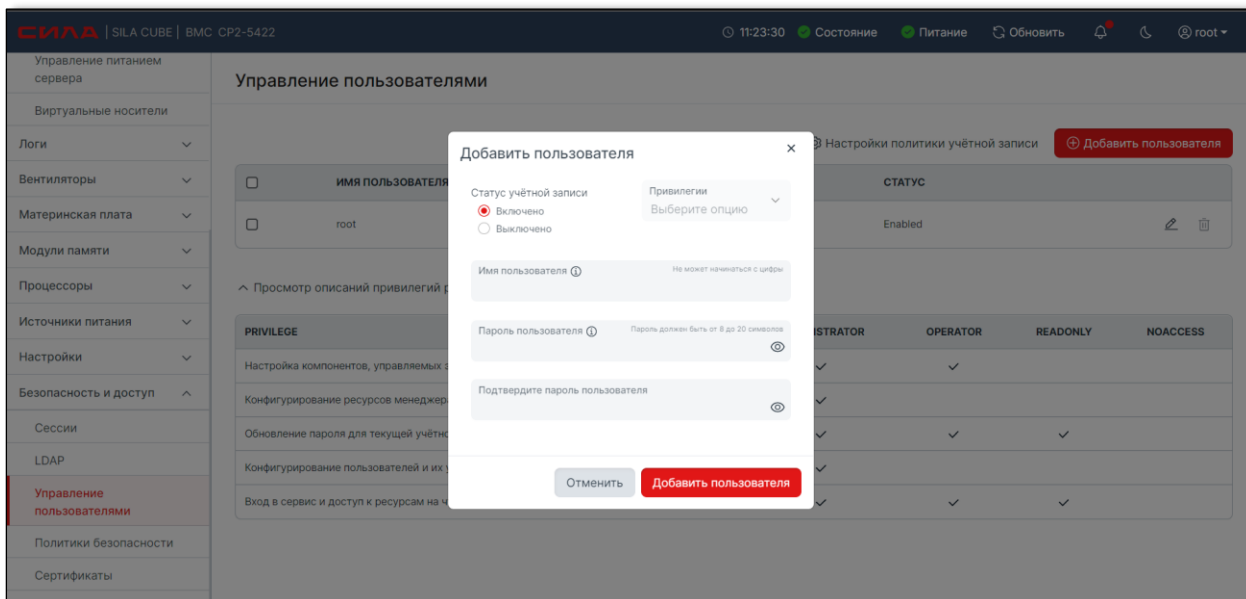 СИЛА | SILA CUBE | BMC CP2-5422
11:23:30 Состояние Питание Обновить root
Управление питанием
сервера
Виртуальные носители
Логи
Вентиляторы
Материнская плата
Модули памяти
Процессоры
Источники питания
Настройки
Безопасность и доступ
Сессии
LDAP
Управление
пользователями
Политики безопасности
Сертификаты
Управление пользователями
Настройки политики учётной записи Добавить пользователя
ИМЯ ПОЛЬЗОВАТЕЛЯ СТАТУС
root Enabled
Просмотр описаний привилегий
PRIVILEGE ISTRATOR OPERATOR READONLY NOACCESS
Настройка компонентов, управляемых
Конфигурирование ресурсов менеджер
Обновление пароля для текущей учётно
Конфигурирование пользователей и их
Вход в сервис и доступ к ресурсам на ч
Добавить пользователя
Статус учётной записи
Включено
Выключено
Привилегии
Выберите опцию
Имя пользователя Не может начинаться с цифры
Пароль пользователя Пароль должен быть от 8 до 20 символов
Подтвердите пароль пользователя
Отменить Добавить пользователя